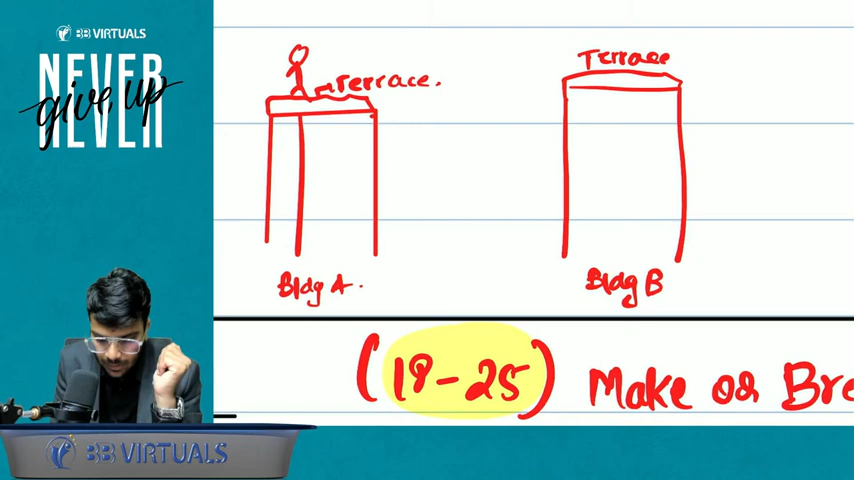 BB VIRTUALS
NEVER
give up
NEVER
Terrace.
Terrace
Bldg A.
Bldg B
(18-25) Make or Bre
BB VIRTUALS